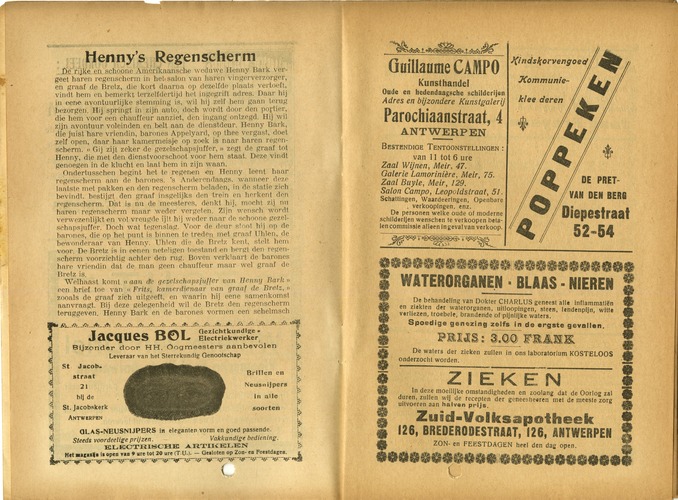 Henny's Regenscherm
De rijke en schoone Amerikaansche weduwe Henny Bark ver-
geet haren regenscherm in het salon van haren vingerverzorger,
en graaf de Bretz, die kort daarna op dezelfde plaats vertoeft,
vindt hem en bemerkt terzelfdertijd het ingegrift adres. Daar hij
in eene avontuurlijke stemming is, wil hij zelf hem gaan terug
bezorgen. Hij springt in zijn auto, doch wordt door den portier,
die hem voor een chauffeur aanziet, den ingang ontzegd. Hij wil
zijn avontuur voleinden en belt aan de dienstdeur. Henny Bark,
die juist hare vriendin, barones Appelyard, op thee vergast, doet
zelf open, daar haar kamermeisje op zoek is naar haren regen-
scherm. « Gij zijt zeker de gezelschapsjuffer, » zegt de graaf tot
Henny, die met den dienstvoorschoot voor hem staat. Deze vindt
genoegen in de klucht en laat hem in zijn waan.
Ondertusschen begint het te regenen en Henny leent haar
regenscherm aan de barones. 's Anderendaags, wanneer deze
laatste met pakken en den regenscherm beladen, in de statie zich
bevindt, bestijgt den graaf insgelijks den trein en herkent den
regenscherm. Dat is nu de meesteres, denkt hij, mocht zij nu
haren regenscherm maar weder vergeten. Zijn wensch wordt
verwezenlijkt en vol vreugde ijlt hij weder naar de schoone gezel-
schapsjuffer. Doch wat tegenslag. Voor de deur stoot hij op de
barones, die op het punt is binnen te treden, met graaf Uhlen, de
bewonderaar van Henny. Uhlen die de Bretz kent, stelt hem
voor. De Bretz is in eenen neteligen toestand en bergt den regen-
scherm voorzichtig achter den rug. Boven verklaart de barones
hare vriendin dat de man geen chauffeur maar wel graaf de
Bretz is.
Welhaast komt « aan de gezelschapsjuffer van Henny Bark »
een brief toe van « Fritz, kamerdienaar van graaf de Bretz, »
zooals de graaf zich uitgeeft, en waarin hij eene samenkomst
aanvraagt. Bij deze gelegenheid wil de Bretz den regenscherm
teruggeven. Henny Bark en de barones vormen een schelmsch
Jacques BOL Gezichtkundige
Electriekwerker
Bijzonder door HH. Oogmeesters aanbevolen
Leveraar van het Sterrekundig Genootschap
St Jacob-
straat
21
bij de
St. Jacobskerk
ANTWERPEN
Brillen en
Neusnijpers
in alle
soorten
GLAS-NEUSNIJPERS in eleganten vorm en goed passende.
Steeds voordeelige prijzen. Vakkundige bediening.
ELECTRISCHE ARTIKELEN
Het magazijn is open van 9 ure tot 20 ure (T.U.). — Gesloten op Zon- en Feestdagen.
Guillaume CAMPO
Kunsthandel
Oude en hedendaagsche schilderijen
Adres en bijzondere Kunstgalerij
Parochiaanstraat, 4
ANTWERPEN
BESTENDIGE TENTOONSTELLINGEN :
van 11 tot 6 ure
Zaal Wijnen, Meir, 47.
Galerie Lamorinière, Meir, 75.
Zaal Buyle, Meir, 129.
Salon Campo, Leopoldstraat, 51.
Schattingen, Waardeeringen, Openbare
verkoopingen, enz.
De personen welke oude of moderne
schilderijen wenschen te verkoopen beta-
len commissie alleen in geval van verkoop.
Kindskorvengoed
Kommunie-
klee deren
POPPEKEN
DE PRET-
VAN DEN BERG
Diepestraat
52-54
WATERORGANEN - BLAAS - NIEREN
De behandeling van Dokter CHARLUS geneest alle inflammatiën
en ziekten der waterorganen, uitloopingen, steen, lendenpijn, witte
verliezen, troebele, brandende of pijnlijke waters.
Spoedige genezing zelfs in de ergste gevallen.
PRIJS: 3.00 FRANK
De waters der zieken zullen in ons laboratorium KOSTELOOS
onderzocht worden.
ZIEKEN
In deze moeilijke omstandigheden en zoolang dat de Oorlog zal
duren, zullen wij de recepten der geneesheeren met de meeste zorg
uitvoeren aan halven prijs.
Zuid-Volksapotheek
126, BREDERODESTRAAT, 126, ANTWERPEN
ZON- en FEESTDAGEN heel den dag open.